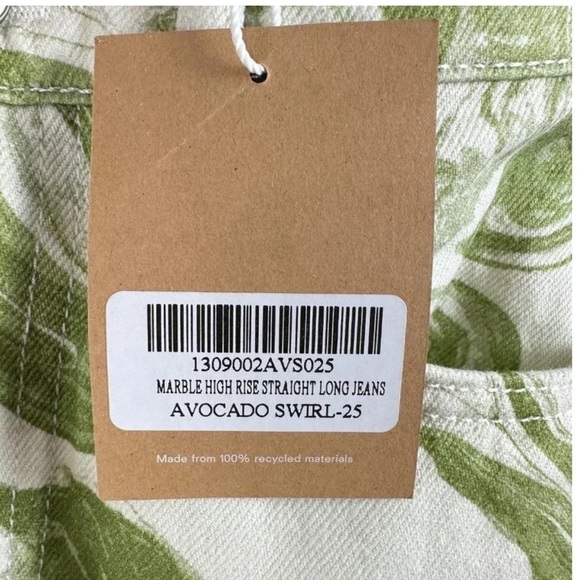 1309002AVS025
MARBLE HIGH RISE STRAIGHT LONG JEANS
AVOCADO SWIRL-25
Made from 100% recycled materials